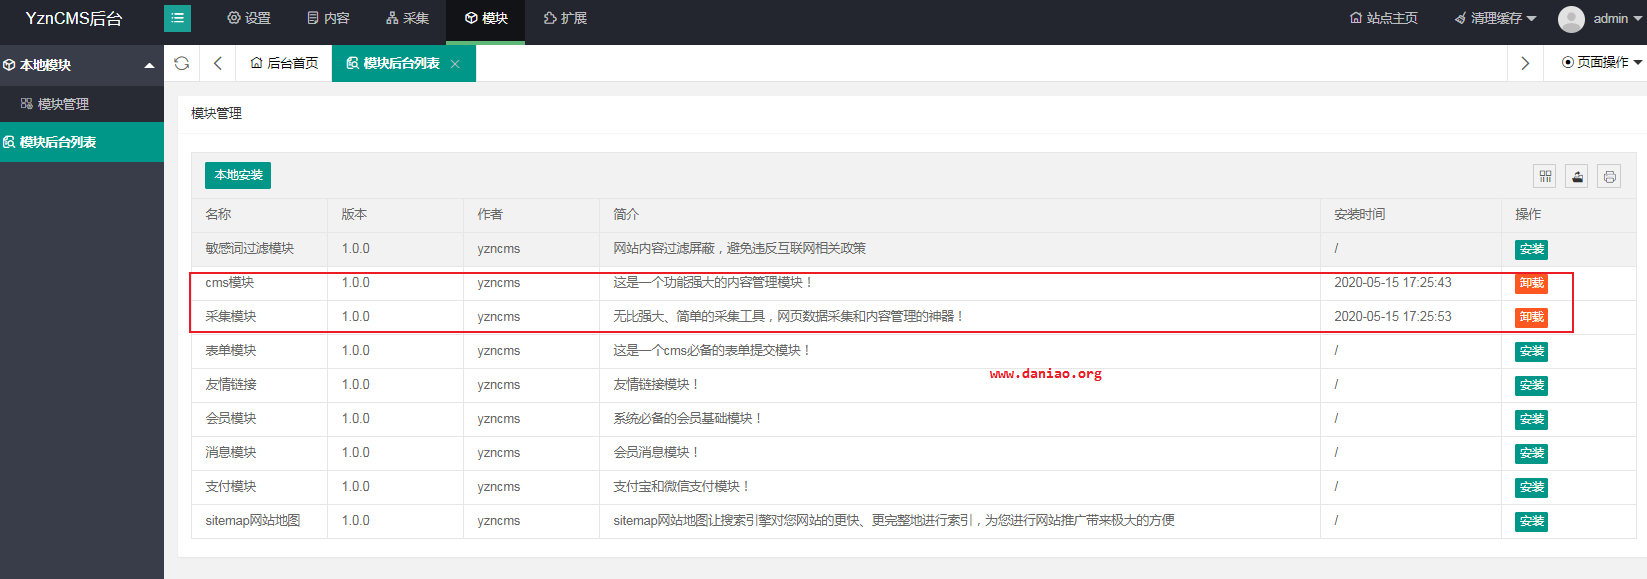 YznCMS后台 设置 内容 采集 模块 扩展 站点主页 清理缓存 admin
本地模块 后台首页 模块后台列表 页面操作
模块管理
模块后台列表
模块管理
本地安装
名称 版本 作者 简介 安装时间 操作
敏感词过滤模块 1.0.0 yzncms 网站内容过滤屏蔽，避免违反互联网相关政策 / 安装
cms模块 1.0.0 yzncms 这是一个功能强大的内容管理模块！ 2020-05-15 17:25:43 卸载
采集模块 1.0.0 yzncms 无比强大、简单的采集工具，网页数据采集和内容管理的神器！ 2020-05-15 17:25:53 卸载
表单模块 1.0.0 yzncms 这是一个cms必备的表单提交模块！ / 安装
www.daniao.org
友情链接 1.0.0 yzncms 友情链接模块！ / 安装
会员模块 1.0.0 yzncms 系统必备的会员基础模块！ / 安装
消息模块 1.0.0 yzncms 会员消息模块！ / 安装
支付模块 1.0.0 yzncms 支付宝和微信支付模块！ / 安装
sitemap网站地图 1.0.0 yzncms sitemap网站地图让搜索引擎对您网站的更快、更完整地进行索引，为您进行网站推广带来极大的方便 / 安装